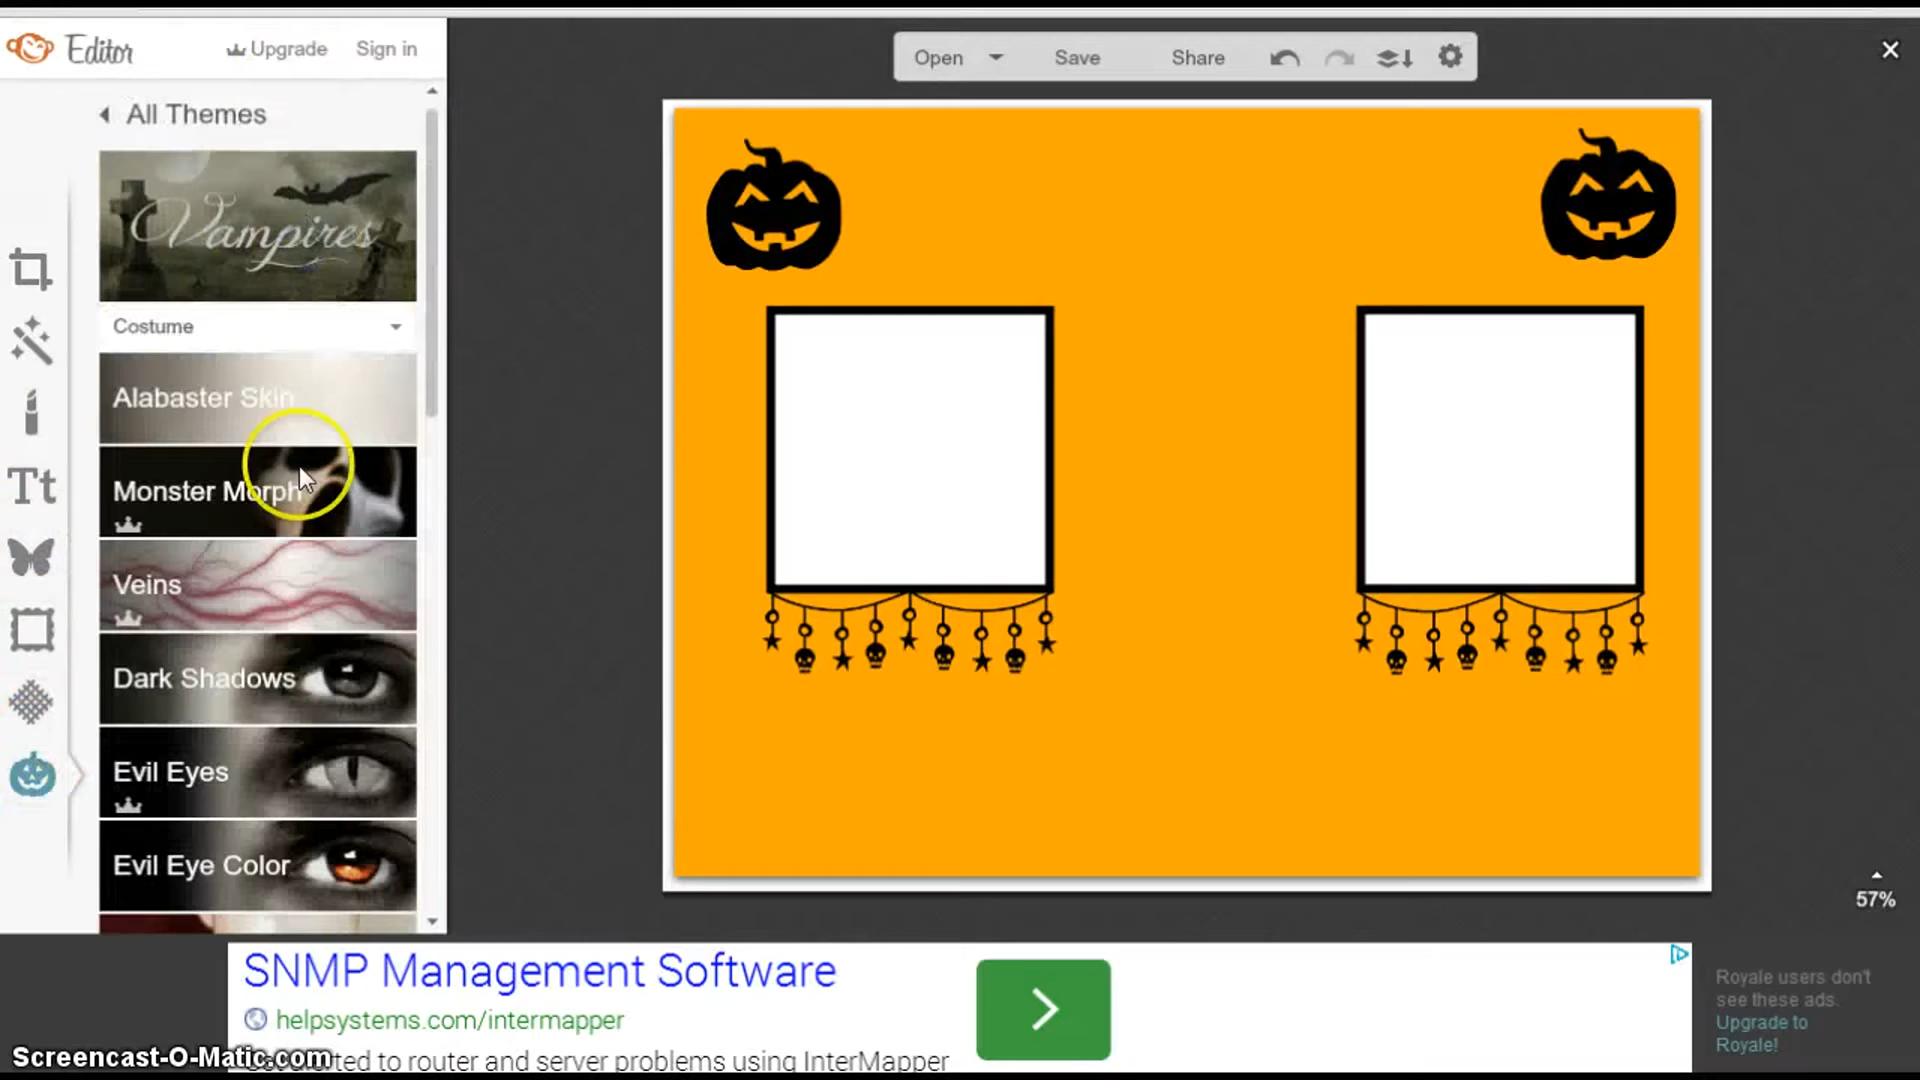 Editor
Upgrade
Sign in
Open
Save
Share
All Themes
Vampires
Costume
Alabaster Skin
Monster Morph
Veins
Dark Shadows
Evil Eyes
Evil Eye Color
Tt
57%
SNMP Management Software
helpsystems.com/intermapper
to router and server problems using InterMapper
Royale users don't
see these ads.
Upgrade to
Royale!
Screencast-O-Matic.com